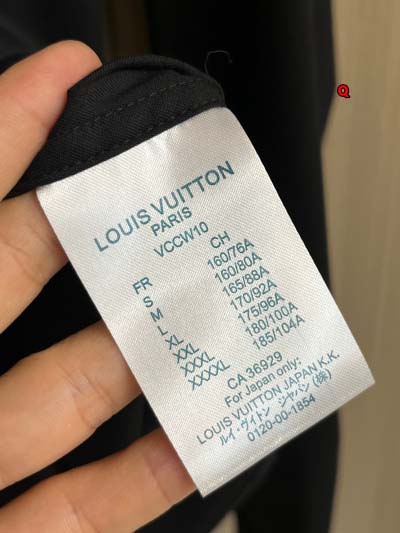 Q
LOUIS VUITTON
PARIS
VCCW10
FR CH
S 160/76A
M 160/80A
L 165/88A
XL 170/92A
XXL 175/96A
XXXL 180/100A
XXXXL 185/104A
CA 36929
For Japan only:
LOUIS VUITTON JAPAN K.K.
ルイ・ヴィトン ジャパン (株)
0120-00-1854